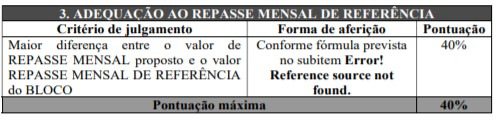 3. ADEQUAÇÃO AO REPASSE MENSAL DE REFERÊNCIA
Critério de julgamento Forma de aferição Pontuação
Maior diferença entre o valor de Conforme fórmula prevista 40%
REPASSE MENSAL proposto e o valor no subitem Error!
REPASSE MENSAL DE REFERÊNCIA Reference source not
do BLOCO found.
Pontuação máxima 40%